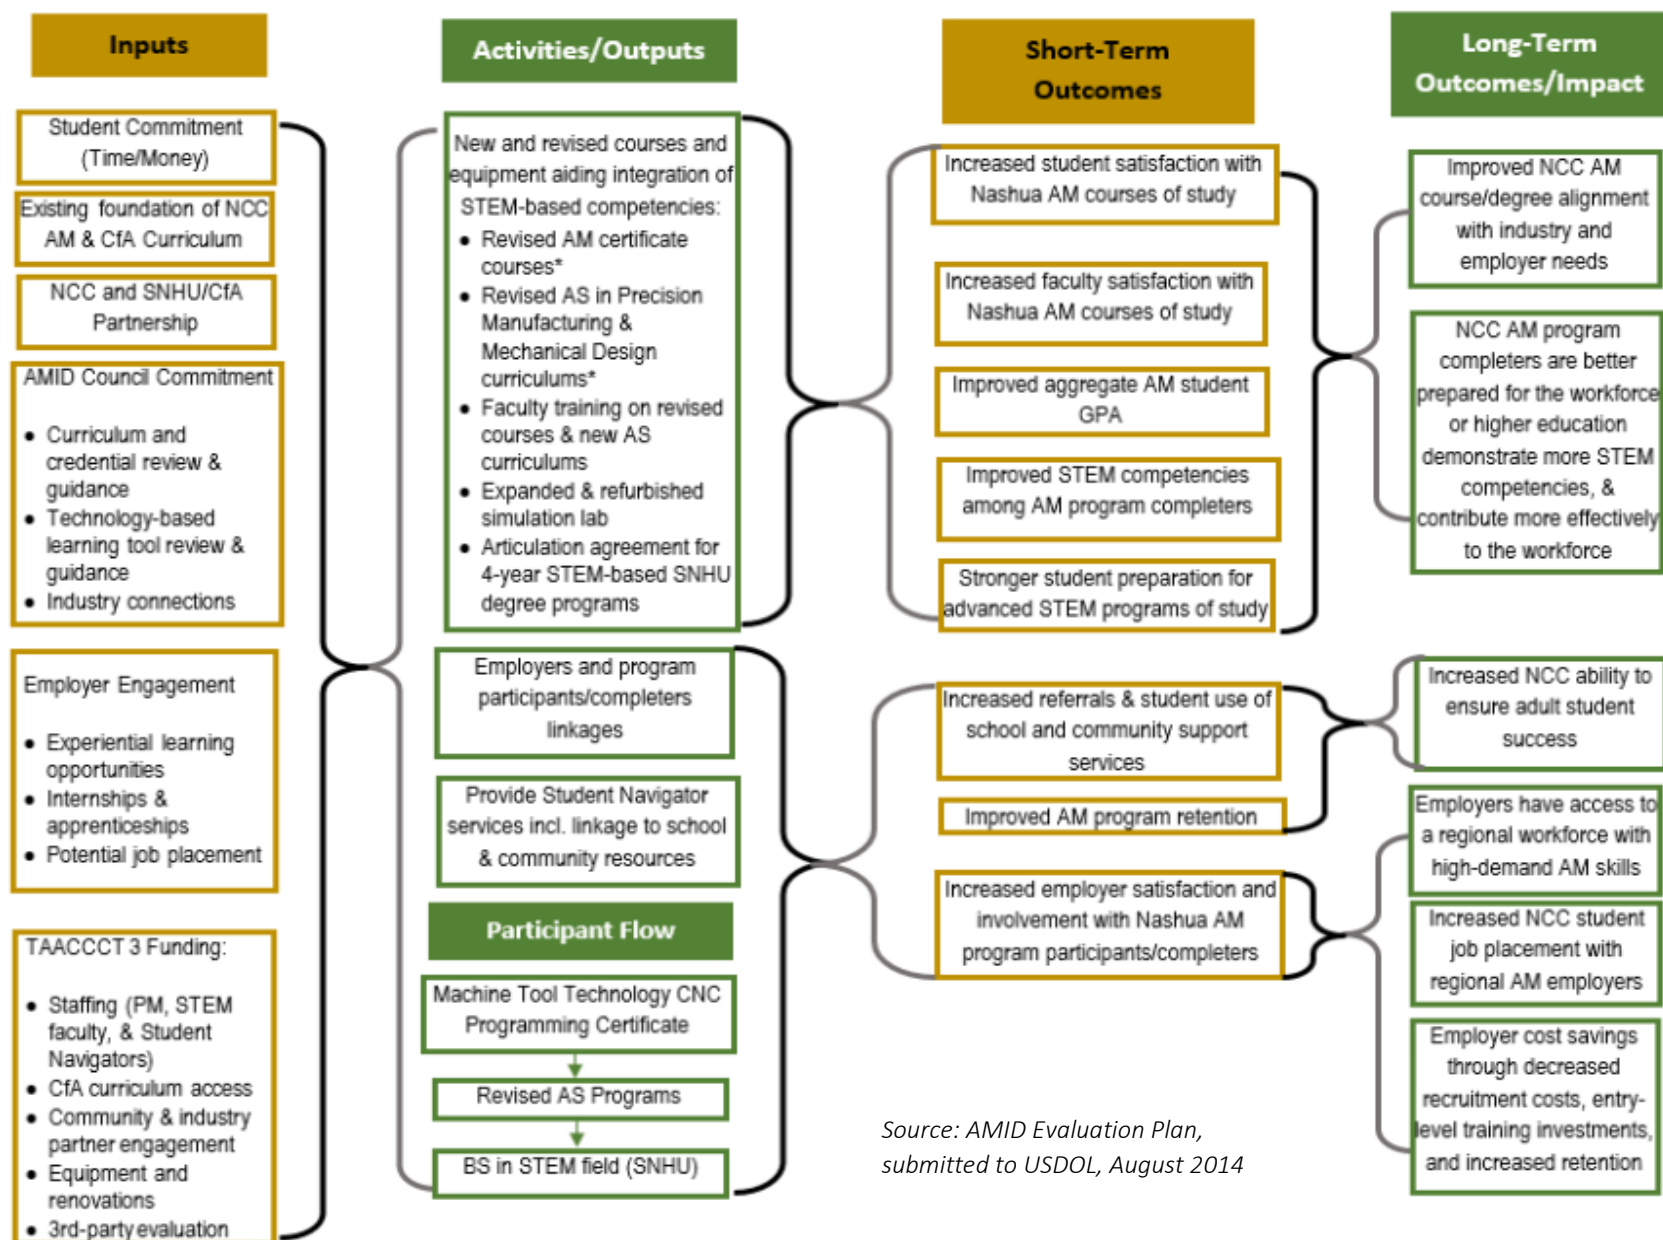 Inputs
Student Commitment
(Time/Money)
Existing foundation of NCC
AM & CfA Curriculum
NCC and SNHU/CfA
Partnership
AMID Council Commitment
● Curriculum and
credential review &
guidance
● Technology-based
learning tool review &
guidance
● Industry connections
Employer Engagement
● Experiential learning
opportunities
● Internships &
apprenticeships
● Potential job placement
TAACCCT 3 Funding:
● Staffing (PM, STEM
faculty, & Student
Navigators)
● CfA curriculum access
● Community & industry
partner engagement
● Equipment and
renovations
● 3rd-party evaluation
Activities/Outputs
New and revised courses and
equipment aiding integration of
STEM-based competencies:
● Revised AM certificate
courses*
● Revised AS in Precision
Manufacturing &
Mechanical Design
curriculums*
● Faculty training on revised
courses & new AS
curriculums
● Expanded & refurbished
simulation lab
● Articulation agreement for
4-year STEM-based SNHU
degree programs
Employers and program
participants/completers
linkages
Provide Student Navigator
services incl. linkage to school
& community resources
Participant Flow
Machine Tool Technology CNC
Programming Certificate
Revised AS Programs
BS in STEM field (SNHU)
Short-Term
Outcomes
Increased student satisfaction with
Nashua AM courses of study
Increased faculty satisfaction with
Nashua AM courses of study
Improved aggregate AM student
GPA
Improved STEM competencies
among AM program completers
Stronger student preparation for
advanced STEM programs of study
Increased referrals & student use of
school and community support
services
Improved AM program retention
Increased employer satisfaction and
involvement with Nashua AM
program participants/completers
Source: AMID Evaluation Plan,
submitted to USDOL, August 2014
Long-Term
Outcomes/Impact
Improved NCC AM
course/degree alignment
with industry and
employer needs
NCC AM program
completers are better
prepared for the workforce
or higher education
demonstrate more STEM
competencies, &
contribute more effectively
to the workforce
Increased NCC ability to
ensure adult student
success
Employers have access to
a regional workforce with
high-demand AM skills
Increased NCC student
job placement with
regional AM employers
Employer cost savings
through decreased
recruitment costs, entry-
level training investments,
and increased retention